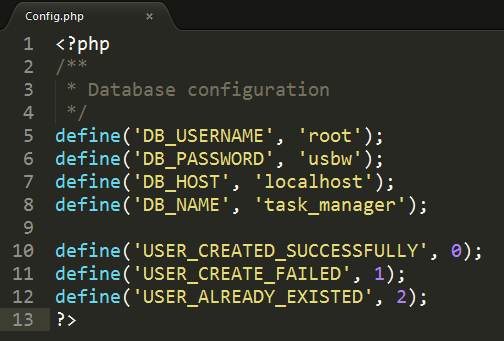 Config.php ×
1 <?php
2 /**
3  * Database configuration
4  */
5 define('DB_USERNAME', 'root');
6 define('DB_PASSWORD', 'usbw');
7 define('DB_HOST', 'localhost');
8 define('DB_NAME', 'task_manager');
9
10 define('USER_CREATED_SUCCESSFULLY', 0);
11 define('USER_CREATE_FAILED', 1);
12 define('USER_ALREADY_EXISTED', 2);
13 ?>